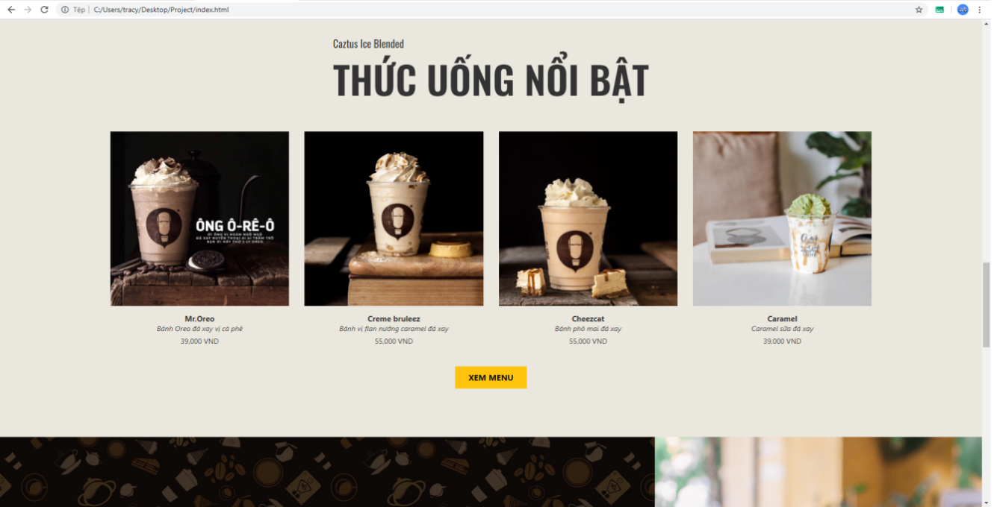 Tệp
C:/Users/tracy/Desktop/Project/index.html
Caztus Ice Blended
THỨC UỐNG NỔI BẬT
ÔNG Ô-RÊ-Ô
Mr.Oreo
Bánh Oreo đá xay vị cà phê
39,000 VND
Creme bruleez
Bánh vị flan nướng caramel đá xay
55,000 VND
Cheezcat
Bánh phô mai đá xay
55,000 VND
Caramel
Caramel sữa đá xay
39,000 VND
XEM MENU